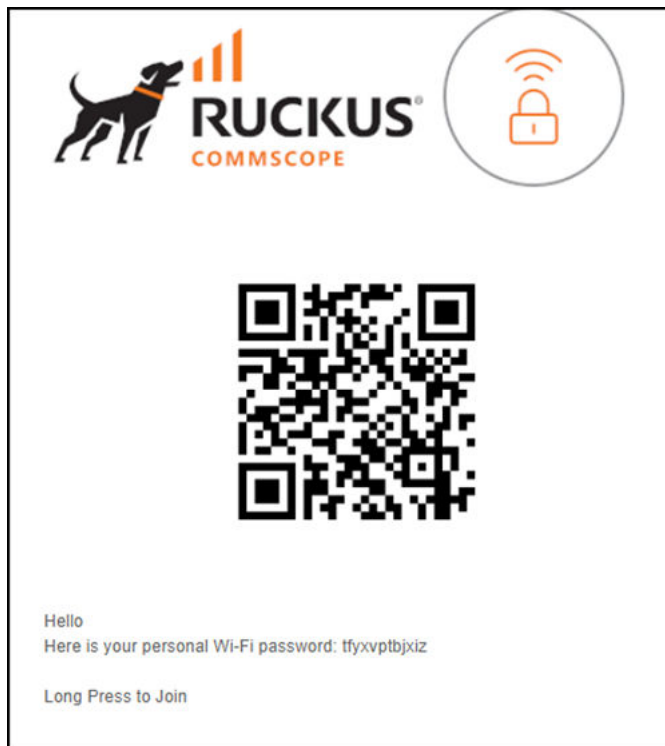 RUCKUS®
COMMSCOPE
Hello
Here is your personal Wi-Fi password: tfyxvptbjxiz
Long Press to Join